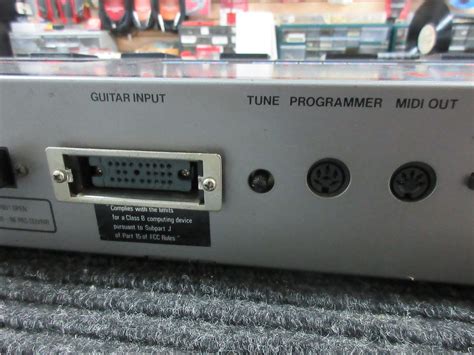 GUITAR INPUT
TUNE PROGRAMMER MIDI OUT
Complies with the limits
for a Class B computing device
pursuant to Subpart J
of Part 15 of FCC Rules